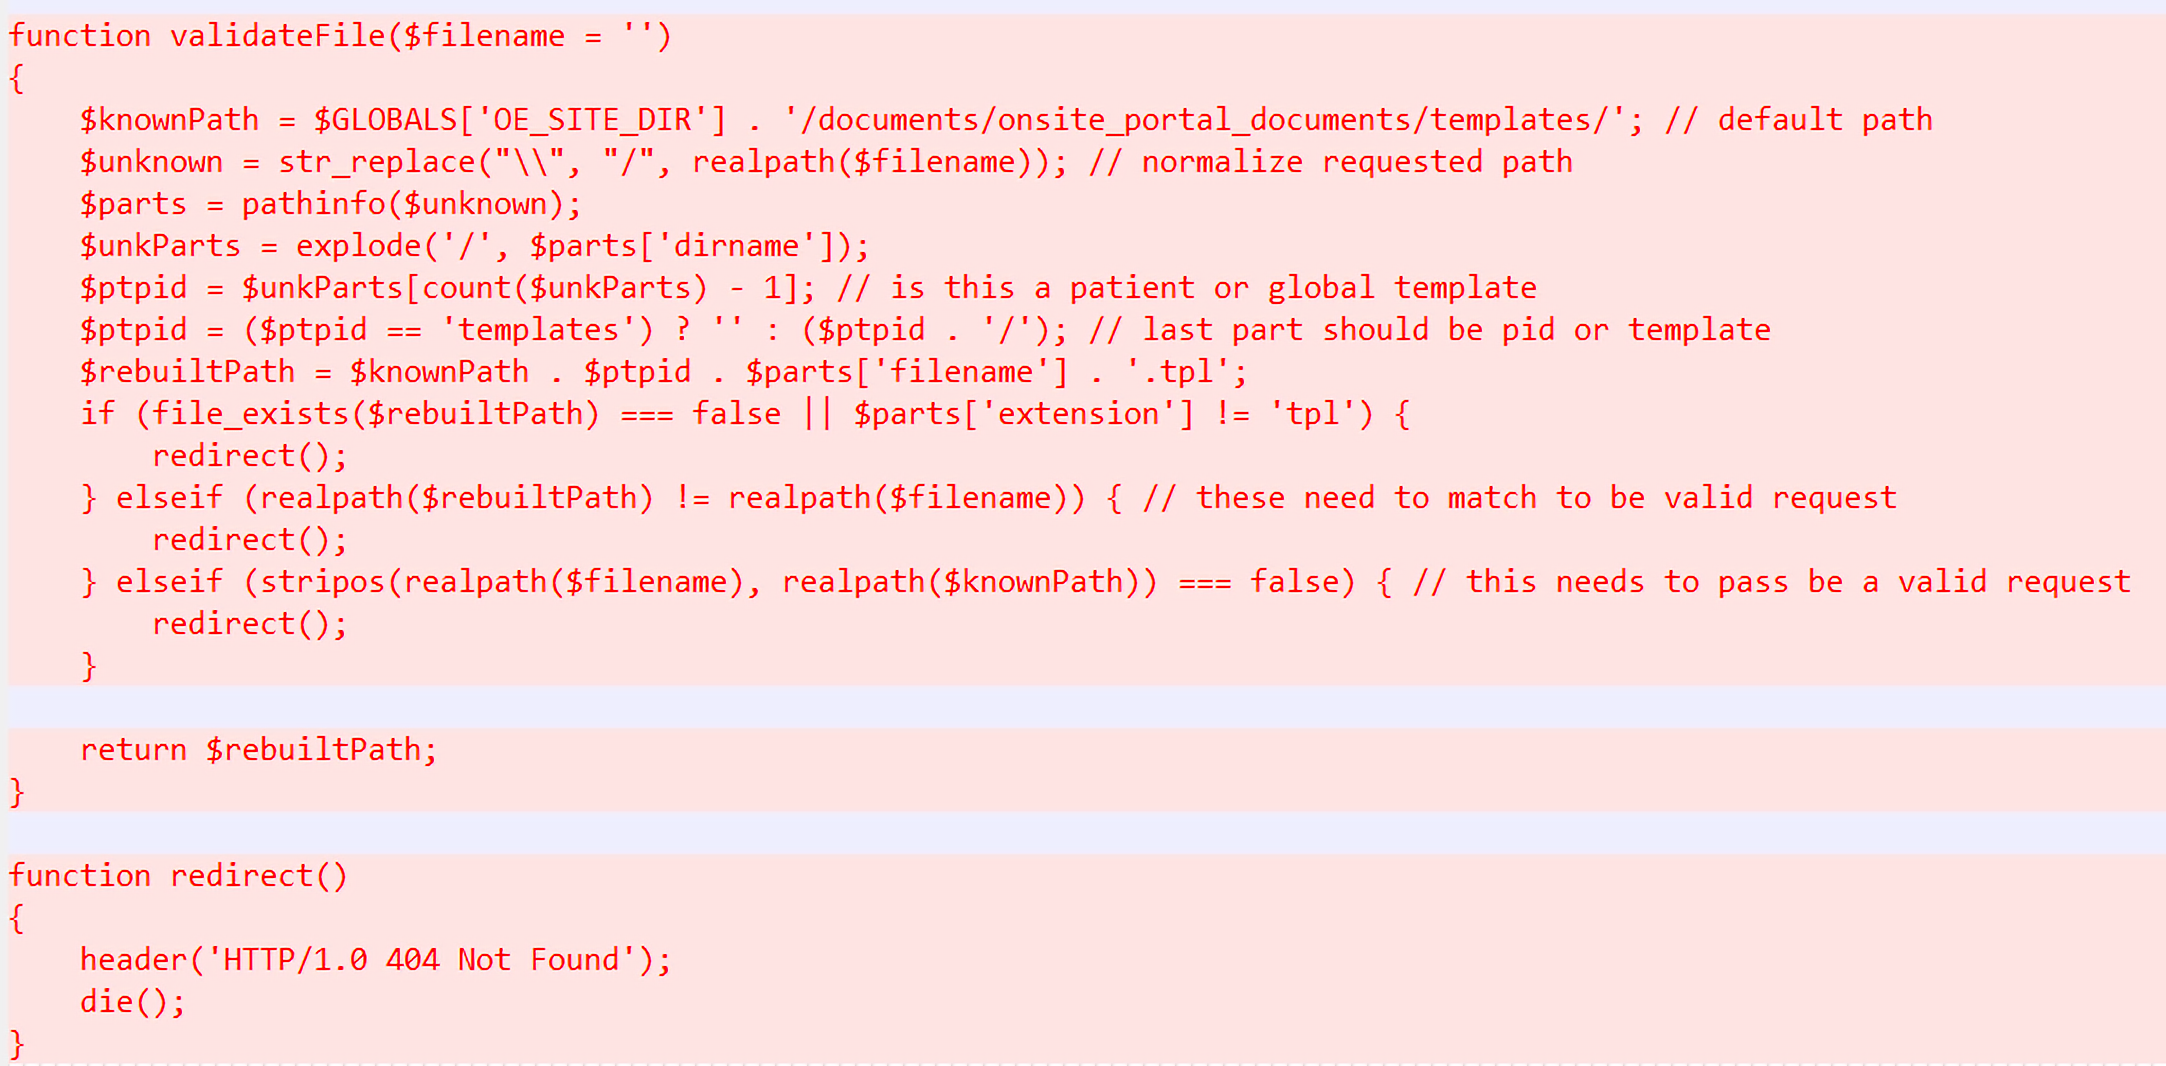 function validateFile($filename = '')
{
    $knownPath = $GLOBALS['OE_SITE_DIR'] . '/documents/onsite_portal_documents/templates/'; // default path
    $unknown = str_replace("\\", "/", realpath($filename)); // normalize requested path
    $parts = pathinfo($unknown);
    $unkParts = explode('/', $parts['dirname']);
    $ptpid = $unkParts[count($unkParts) - 1]; // is this a patient or global template
    $ptpid = ($ptpid == 'templates') ? '' : ($ptpid . '/'); // last part should be pid or template
    $rebuiltPath = $knownPath . $ptpid . $parts['filename'] . '.tpl';
    if (file_exists($rebuiltPath) === false || $parts['extension'] != 'tpl') {
        redirect();
    } elseif (realpath($rebuiltPath) != realpath($filename)) { // these need to match to be valid request
        redirect();
    } elseif (stripos(realpath($filename), realpath($knownPath)) === false) { // this needs to pass be a valid request
        redirect();
    }
    return $rebuiltPath;
}
function redirect()
{
    header('HTTP/1.0 404 Not Found');
    die();
}